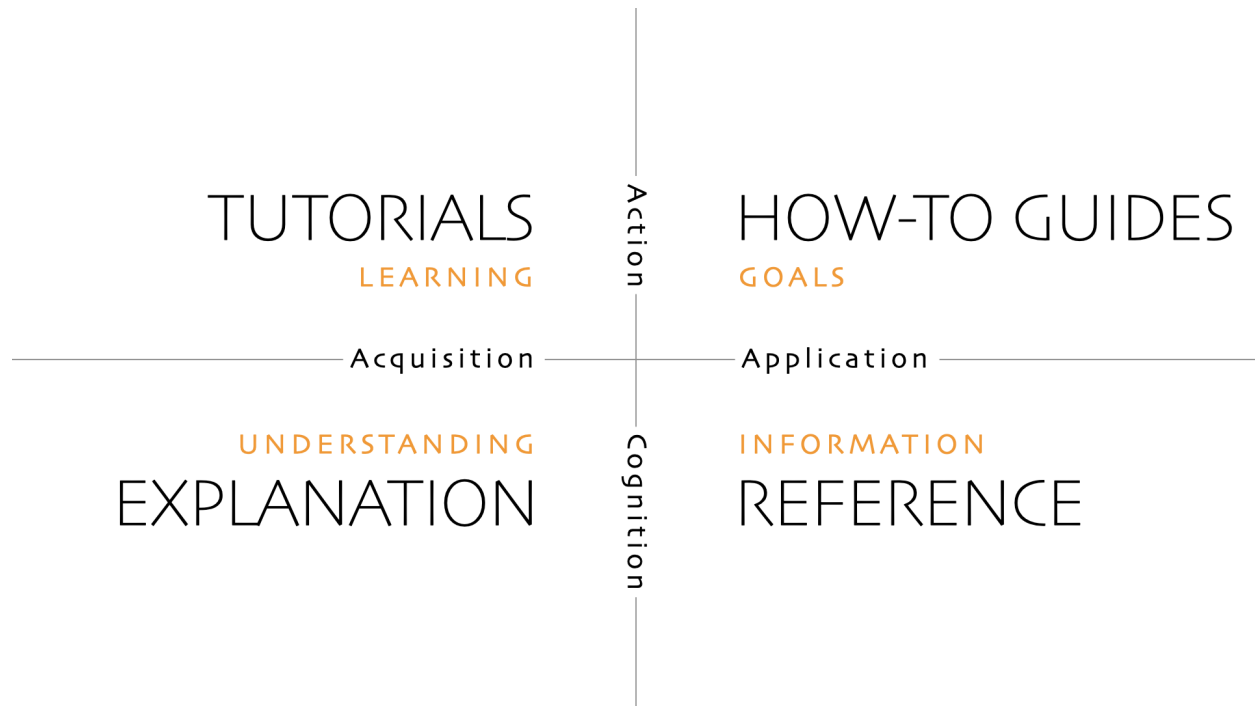 TUTORIALS
LEARNING
Action
HOW-TO GUIDES
GOALS
Acquisition
Application
UNDERSTANDING
EXPLANATION
Cognition
INFORMATION
REFERENCE